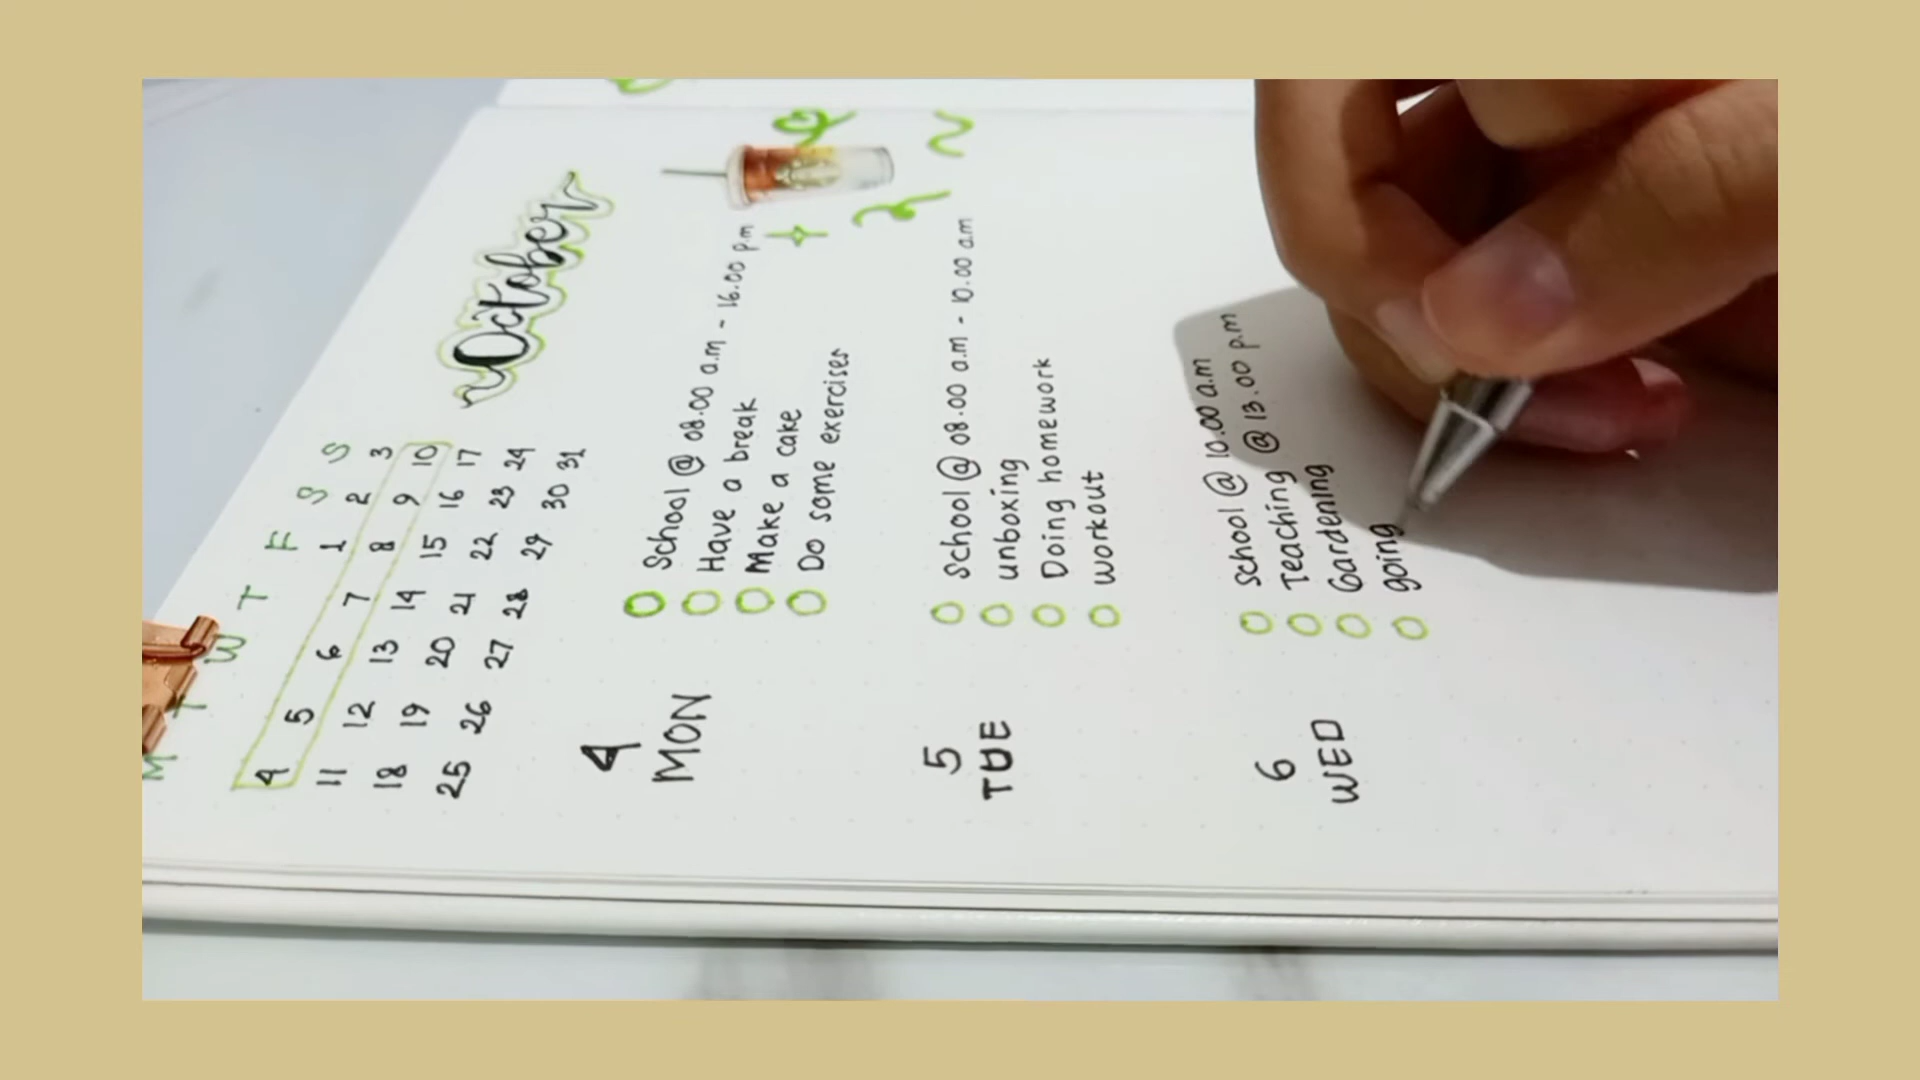 October
M T W T F S S
1 2 3
4 5 6 7 8 9 10
11 12 13 14 15 16 17
18 19 20 21 22 23 24
25 26 27 28 29 30 31
4
MON
School @ 08.00 a.m - 16.00 p.m
Have a break
Make a cake
Do some exercises
5
TUE
School @ 08.00 a.m - 10.00 a.m
unboxing
Doing homework
workout
6
WED
School @ 10.00 a.m
Teaching @ 13.00 p.m
Gardening
going